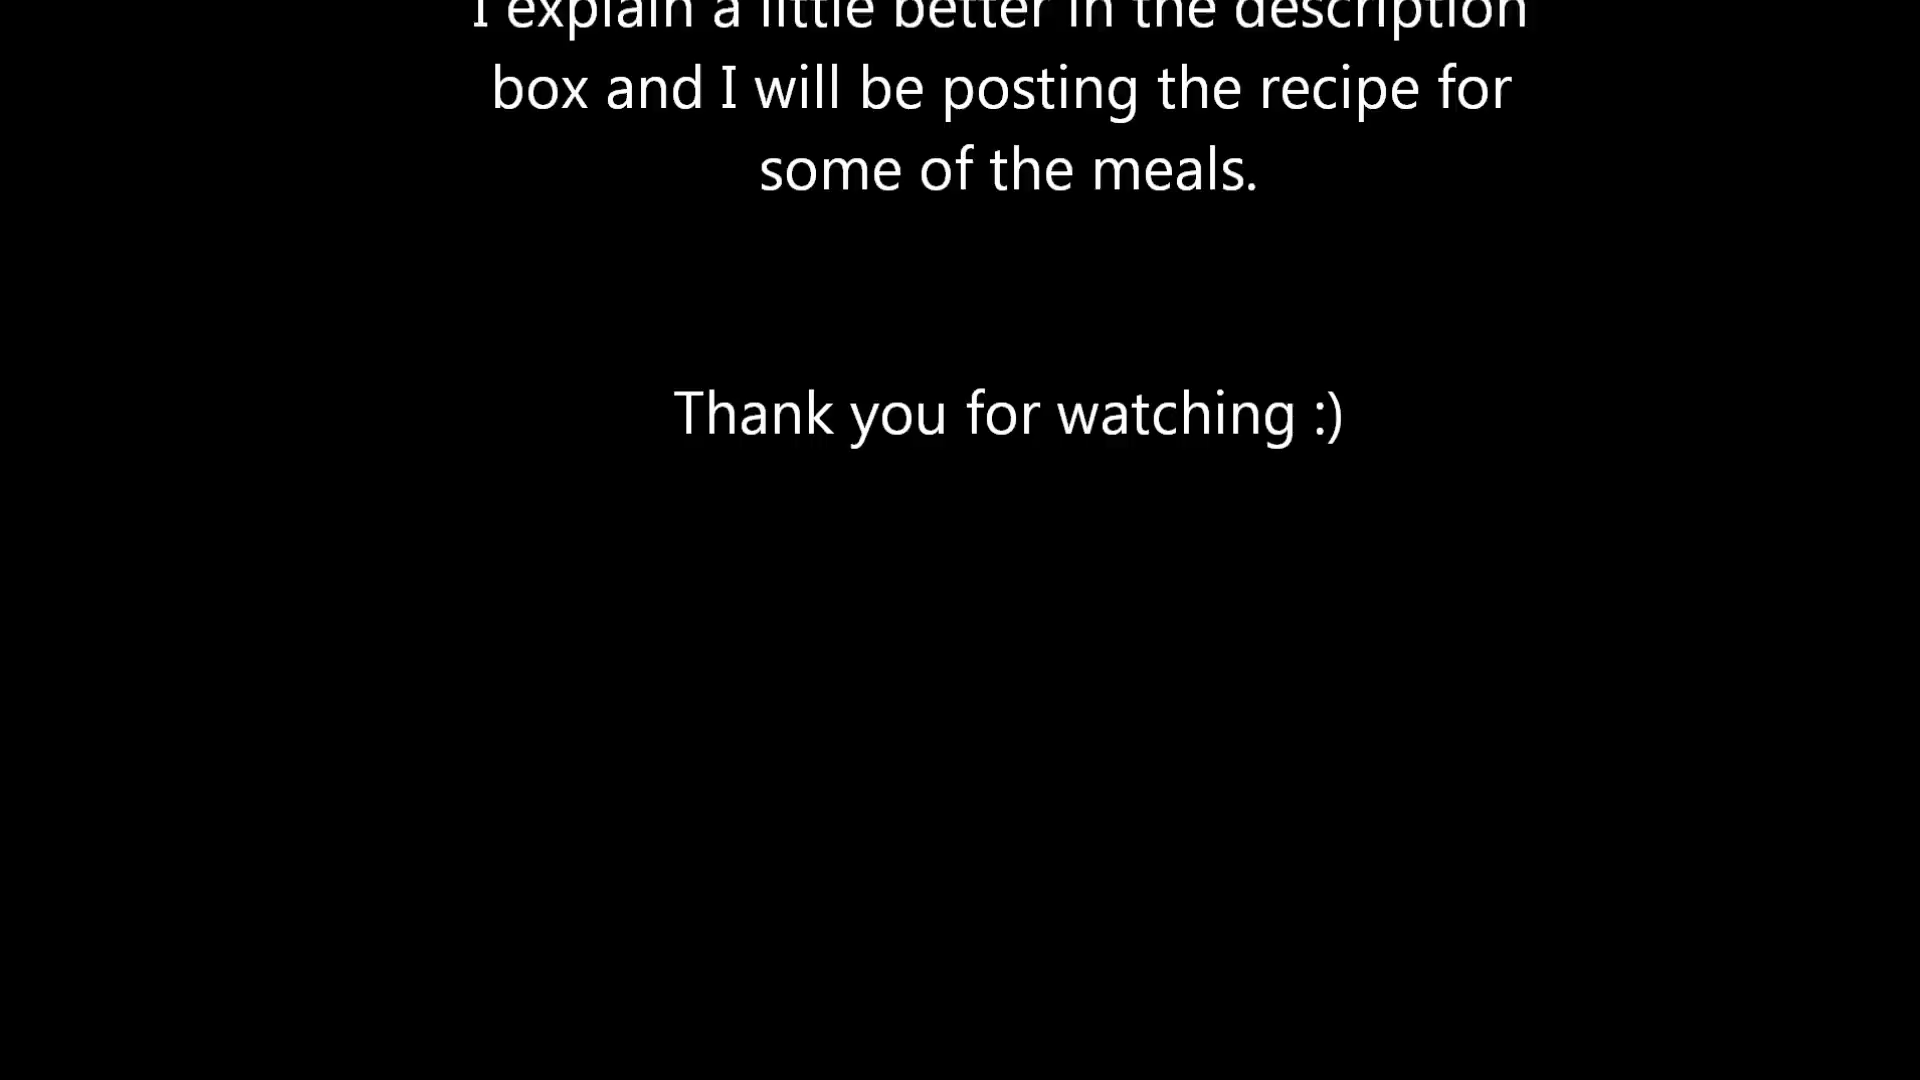 I explain a little better in the description
box and I will be posting the recipe for
some of the meals.
Thank you for watching :)